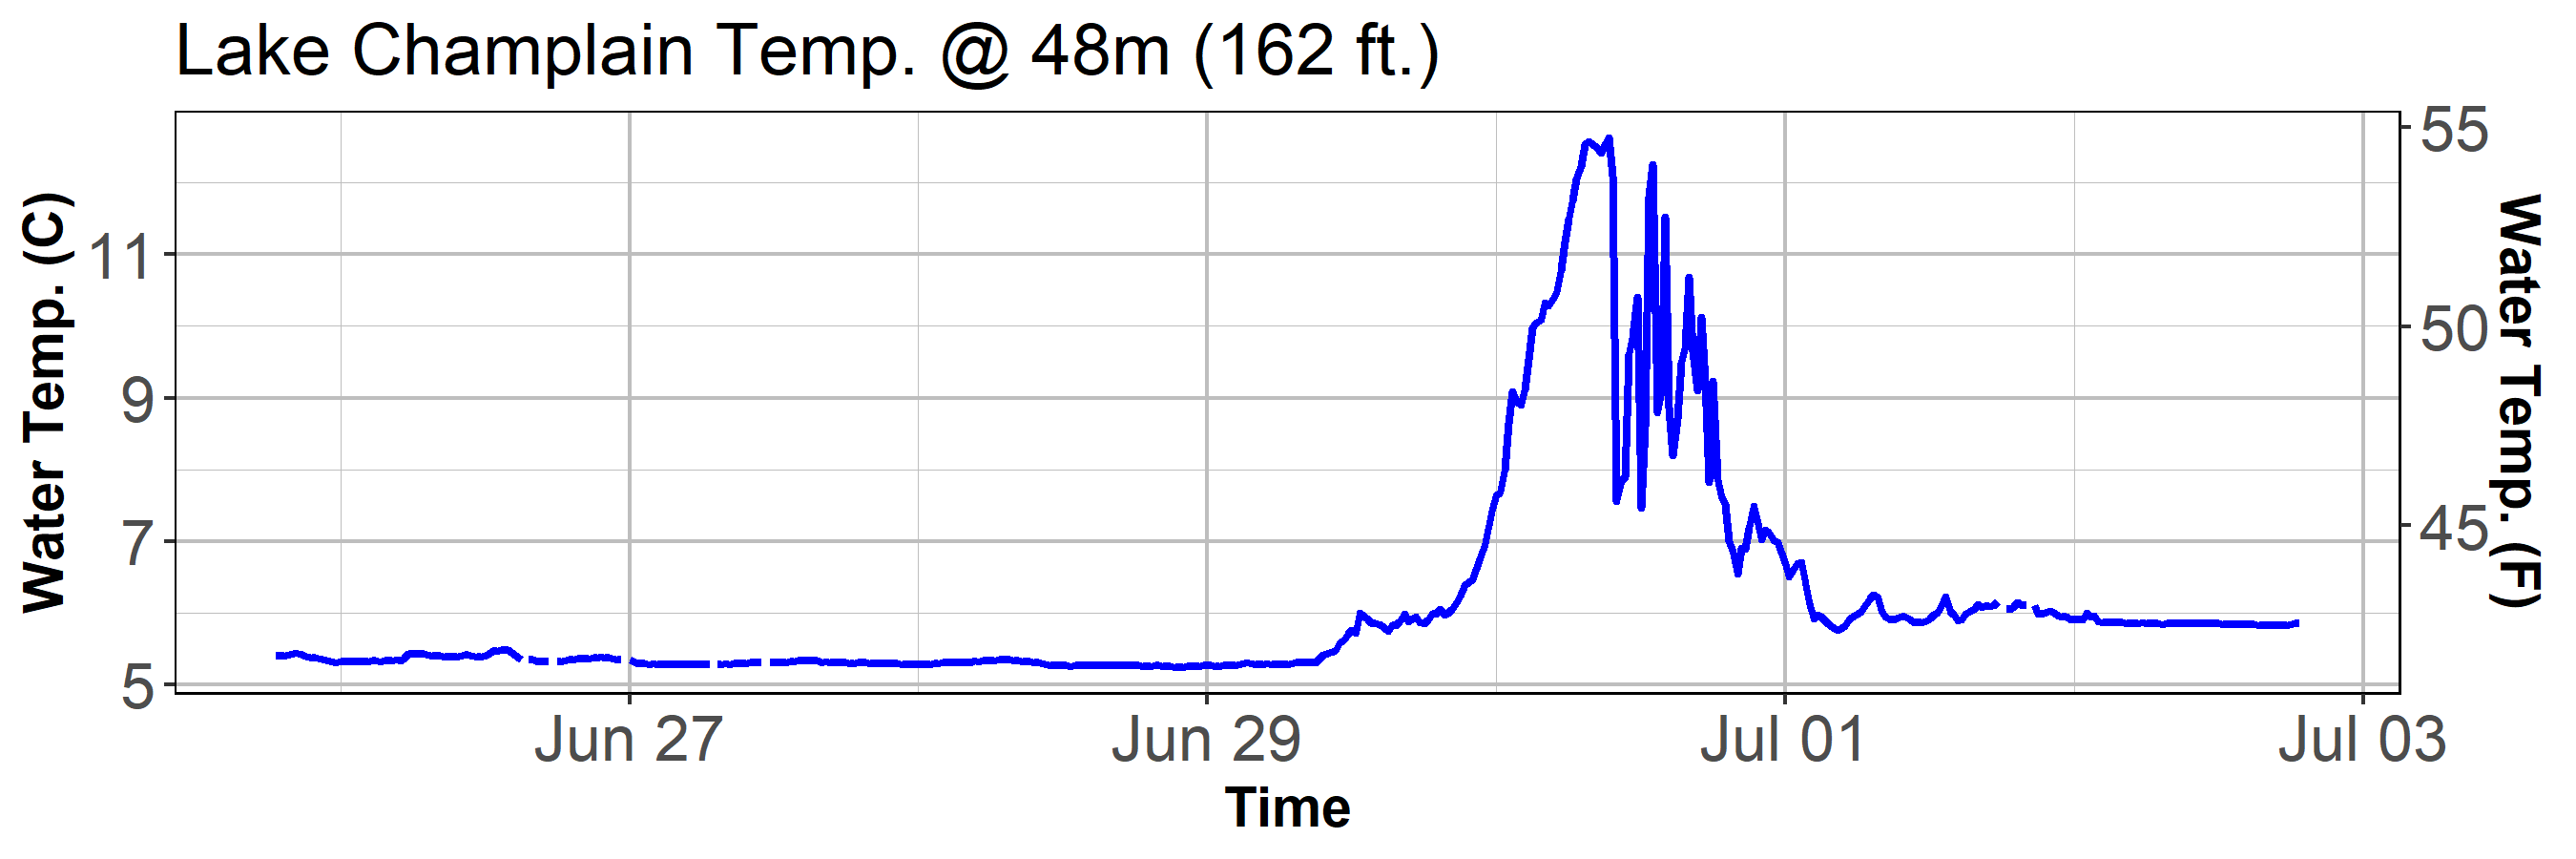 Lake Champlain Temp. @ 48m (162 ft.)
Water Temp. (C)
11
9
7
5
55
50
45
Water Temp. (F)
Jun 27
Jun 29
Jul 01
Jul 03
Time